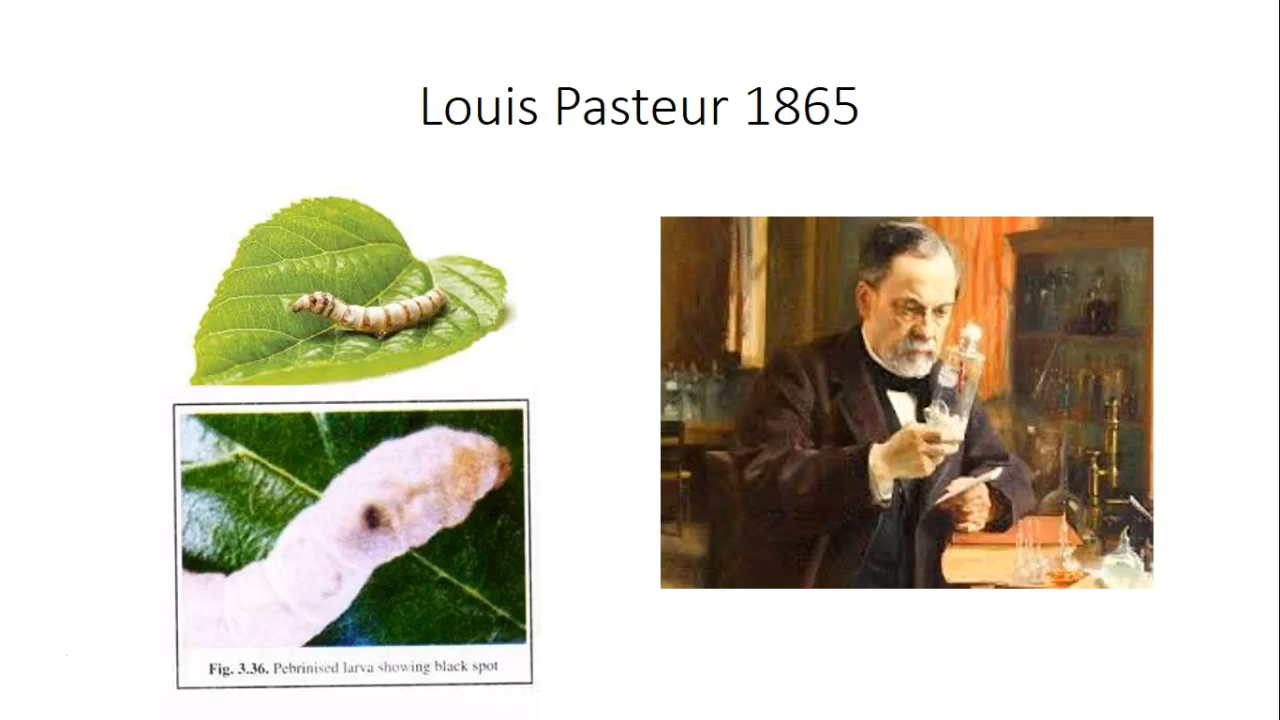 Louis Pasteur 1865
Fig. 3.36. Pebrinised larva showing black spot